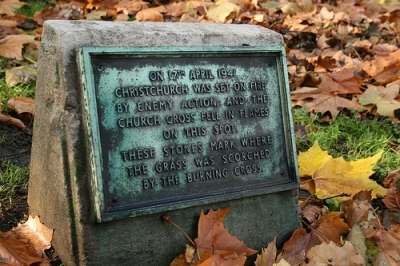 ON 17TH APRIL 1941
CHRISTCHURCH WAS SET ON FIRE
BY ENEMY ACTION, AND THE
CHURCH CROSS FELL IN FLAMES
ON THIS SPOT.
THESE STOKES MARK WHERE
THE GRASS WAS SCORCHED
BY THE BURNING CROSS.